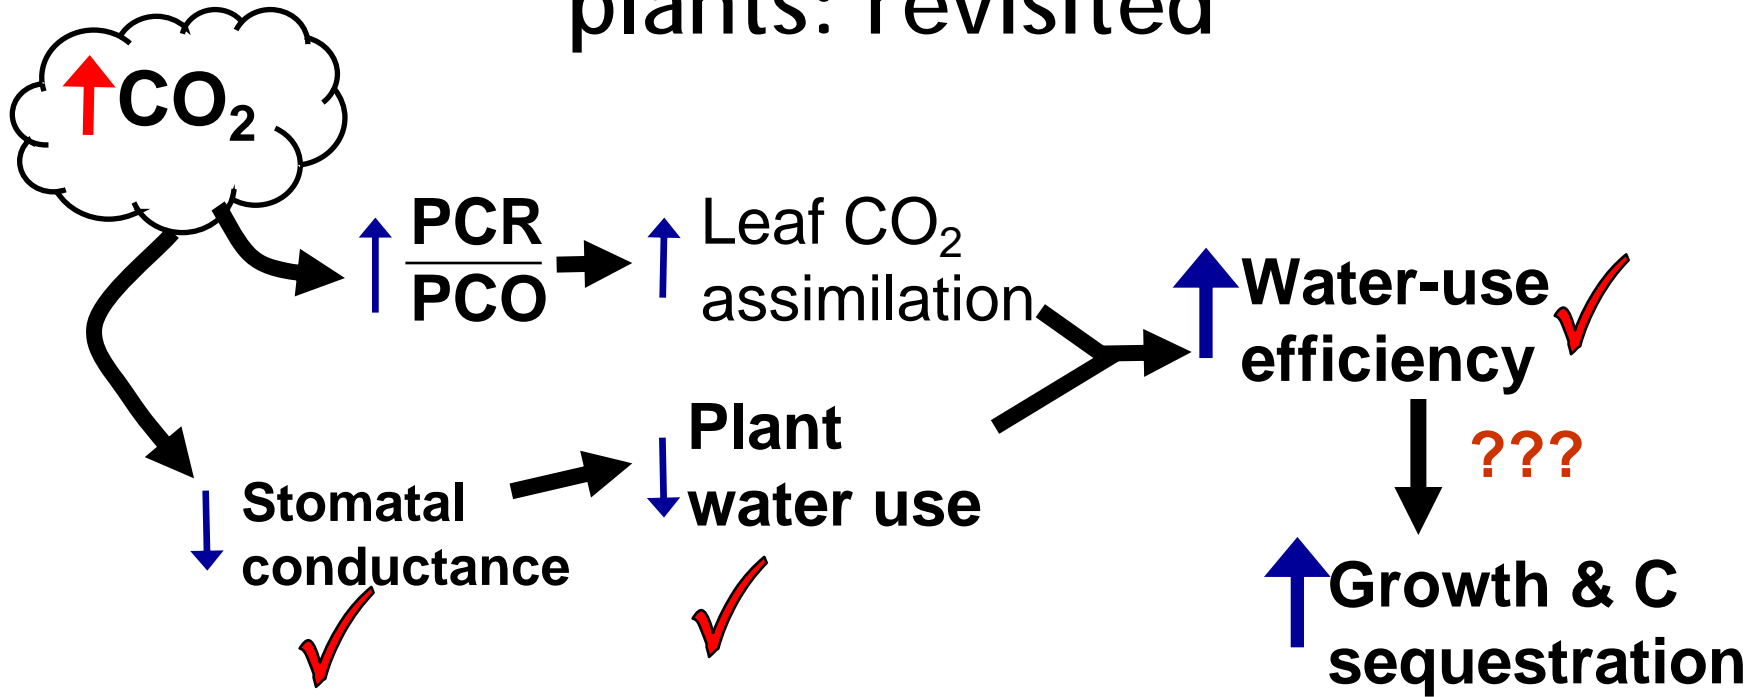 plants: revisited
↑CO₂
↑ PCR
PCO
↑ Leaf CO₂
assimilation
↑ Water-use
efficiency
↓ Stomatal
conductance
↓ Plant
water use
???
↑ Growth & C
sequestration